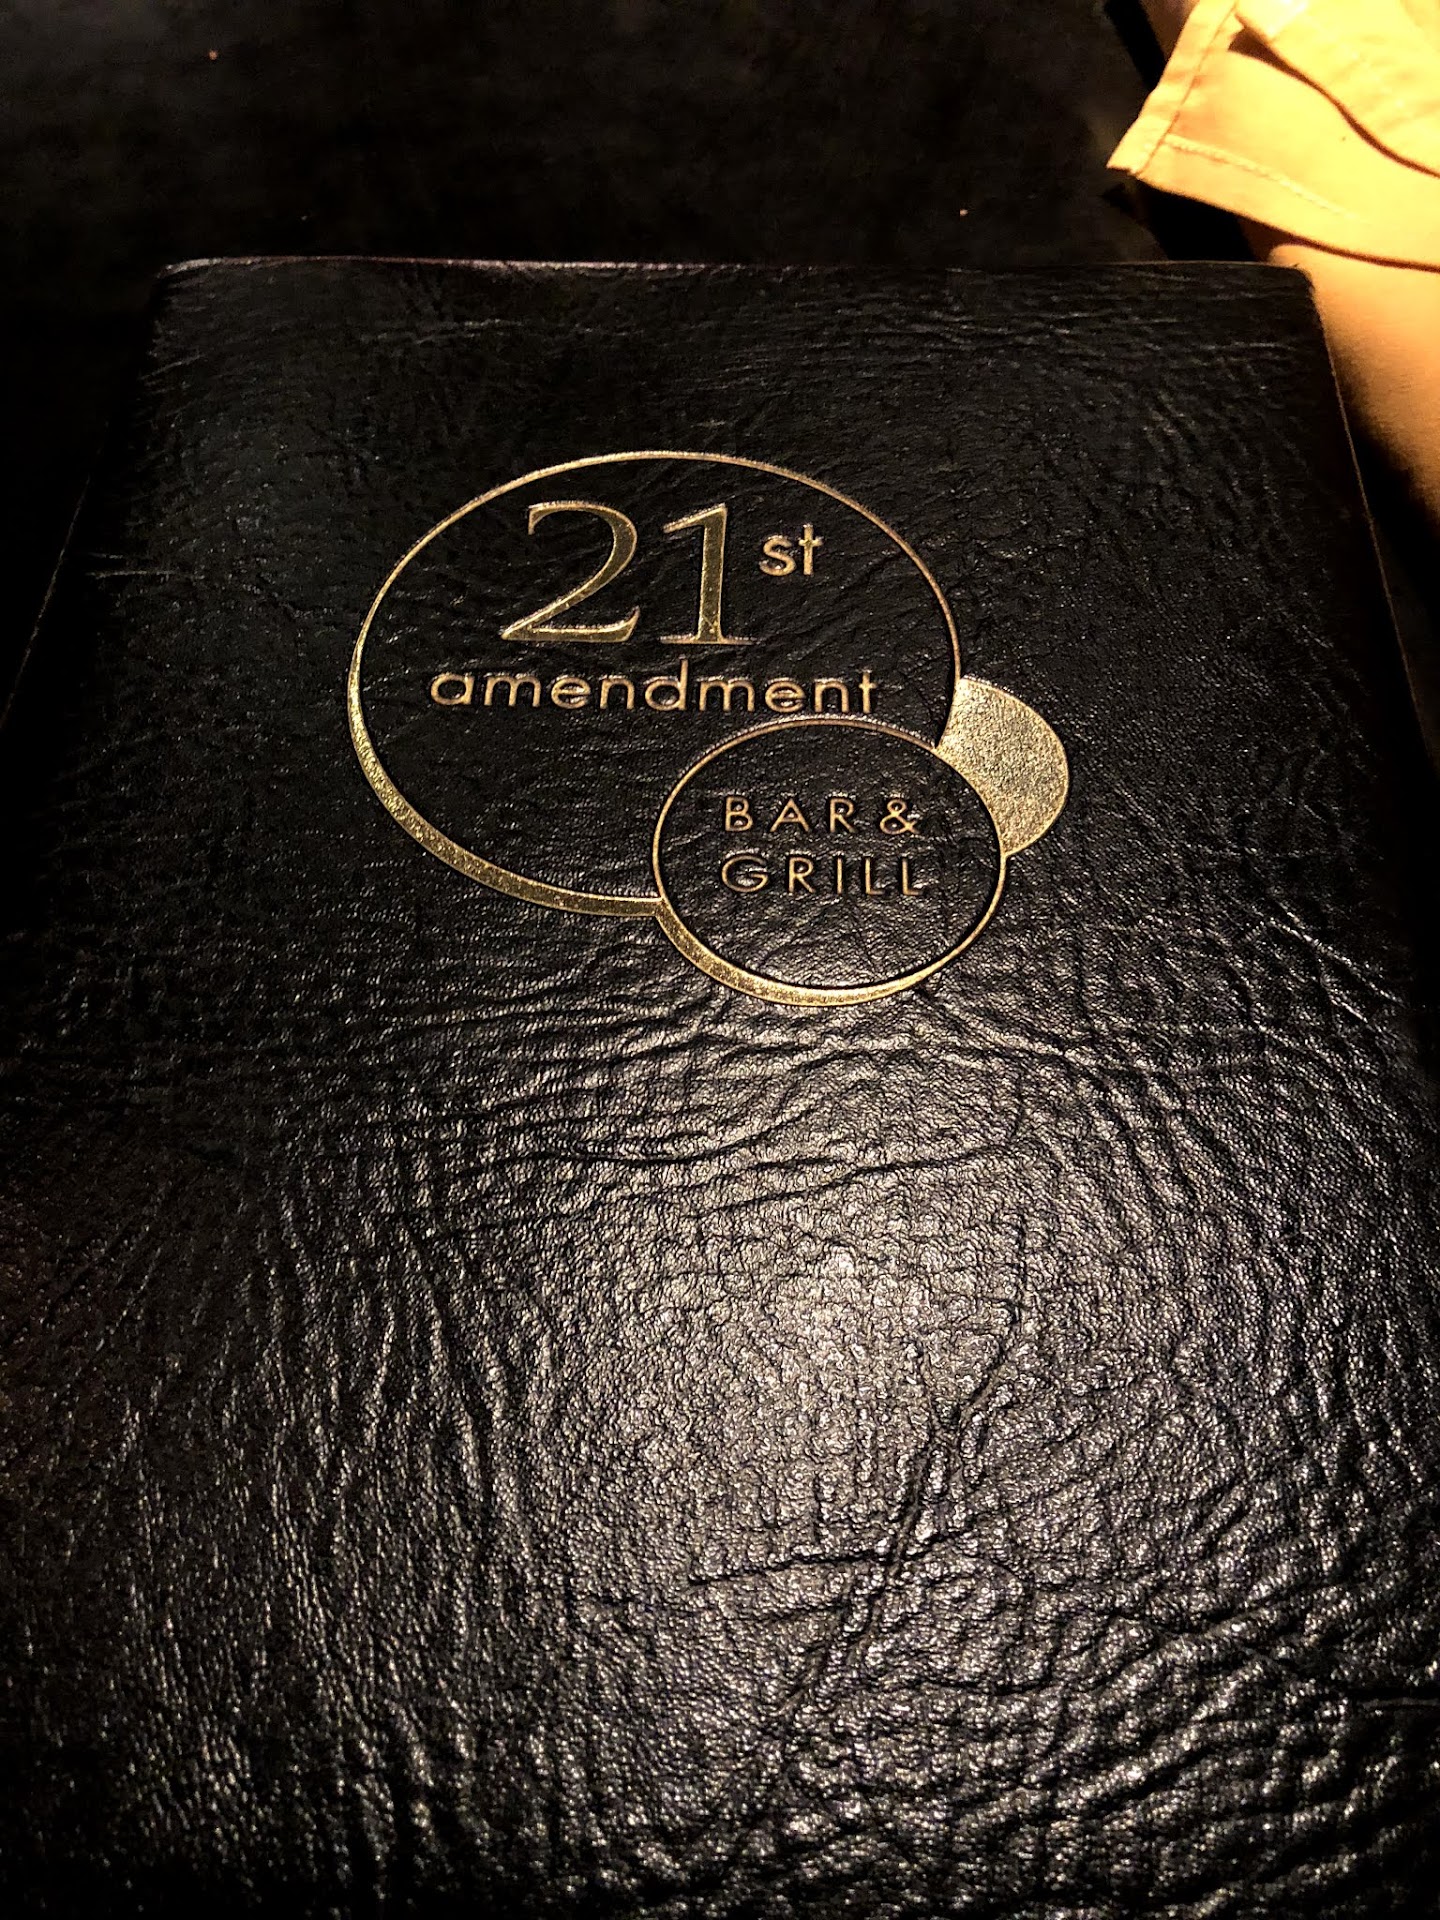 21st
amendment
BAR &
GRILL